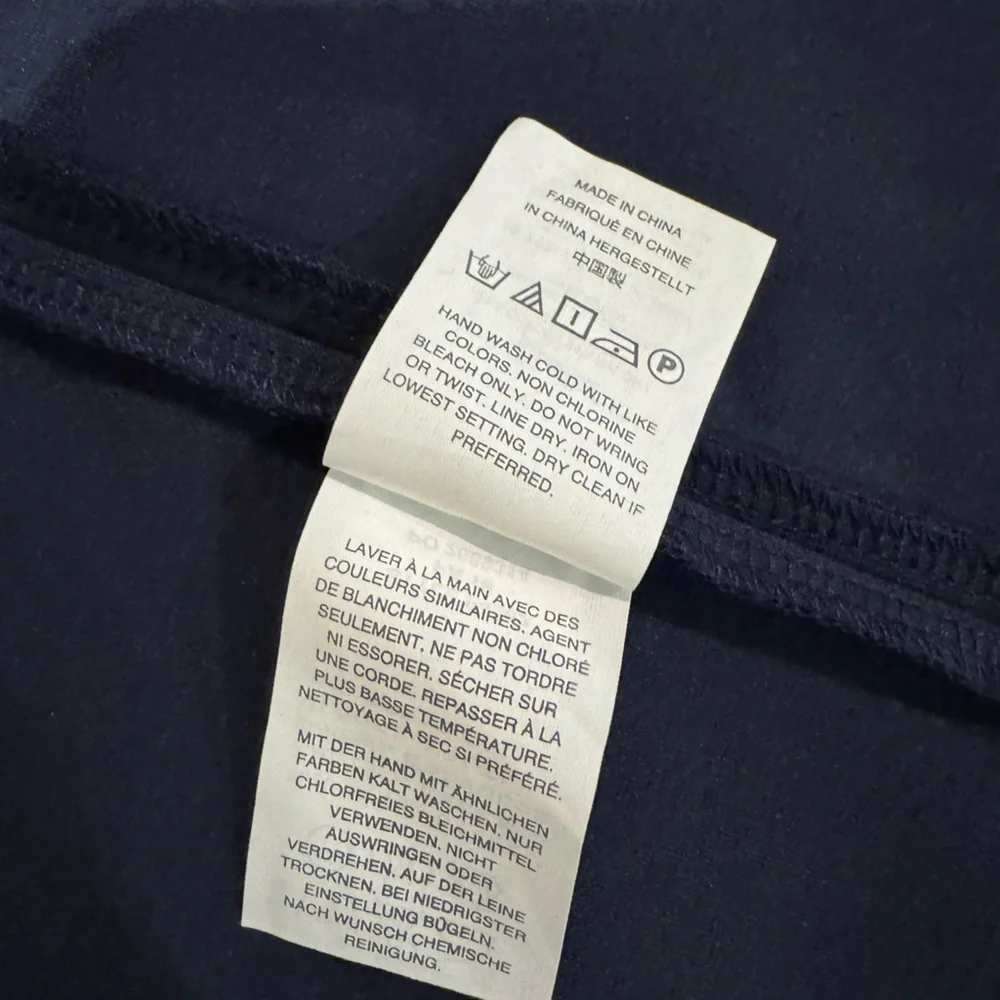 MADE IN CHINA
FABRIQUÉ EN CHINE
IN CHINA HERGESTELLT
中国製
P
HAND WASH COLD WITH LIKE
COLORS. NON CHLORINE
BLEACH ONLY. DO NOT WRING
OR TWIST. LINE DRY. IRON ON
LOWEST SETTING. DRY CLEAN IF
PREFERRED.
LAVER À LA MAIN AVEC DES
COULEURS SIMILAIRES. AGENT
DE BLANCHIMENT NON CHLORÉ
SEULEMENT. NE PAS TORDRE
NI ESSORER. SÉCHER SUR
UNE CORDE. REPASSER À LA
PLUS BASSE TEMPÉRATURE.
NETTOYAGE À SEC SI PRÉFÉRÉ.
MIT DER HAND MIT ÄHNLICHEN
FARBEN KALT WASCHEN. NUR
CHLORFREIES BLEICHMITTEL
VERWENDEN. NICHT
AUSWRINGEN ODER
VERDREHEN. AUF DER LEINE
TROCKNEN. BEI NIEDRIGSTER
EINSTELLUNG BÜGELN.
NACH WUNSCH CHEMISCHE
REINIGUNG.